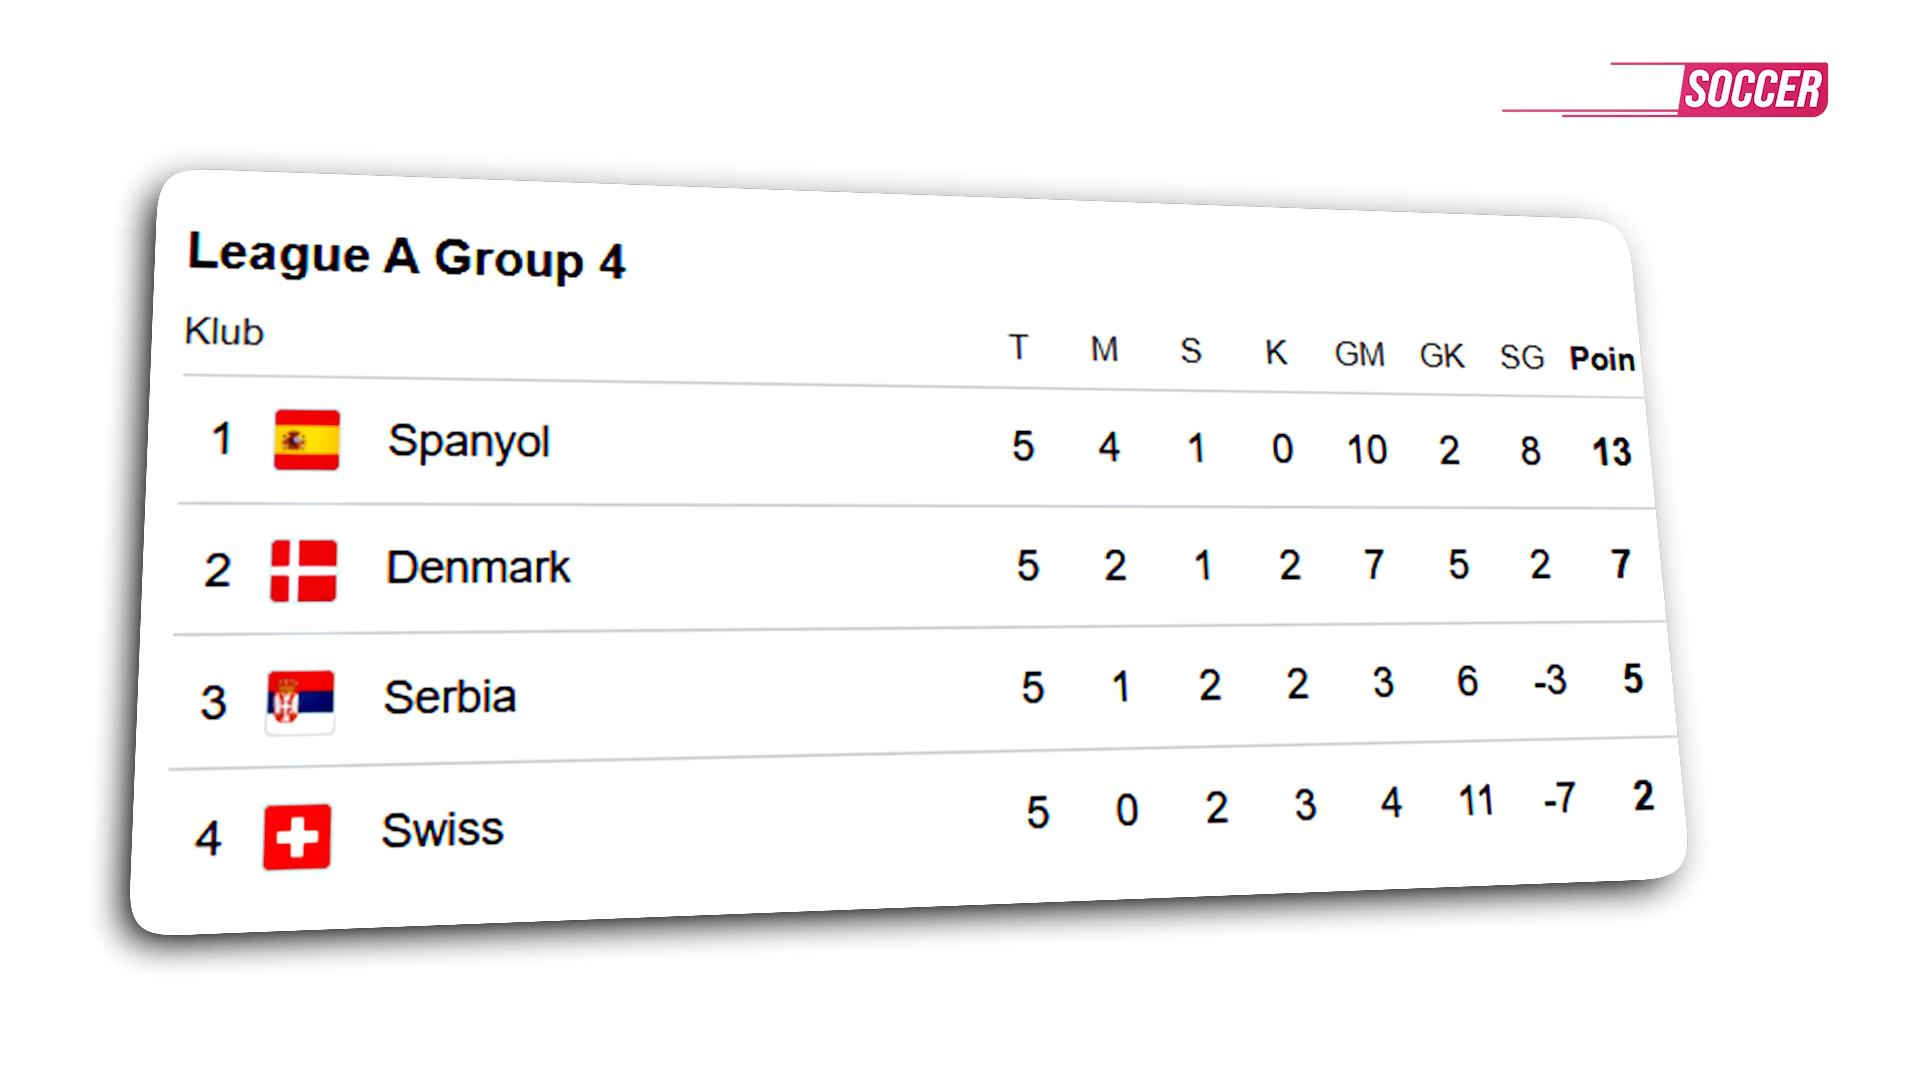 SOCCER
League A Group 4
Klub T M S K GM GK SG Poin
1 Spanyol 5 4 1 0 10 2 8 13
2 Denmark 5 2 1 2 7 5 2 7
3 Serbia 5 1 2 2 3 6 -3 5
4 Swiss 5 0 2 3 4 11 -7 2